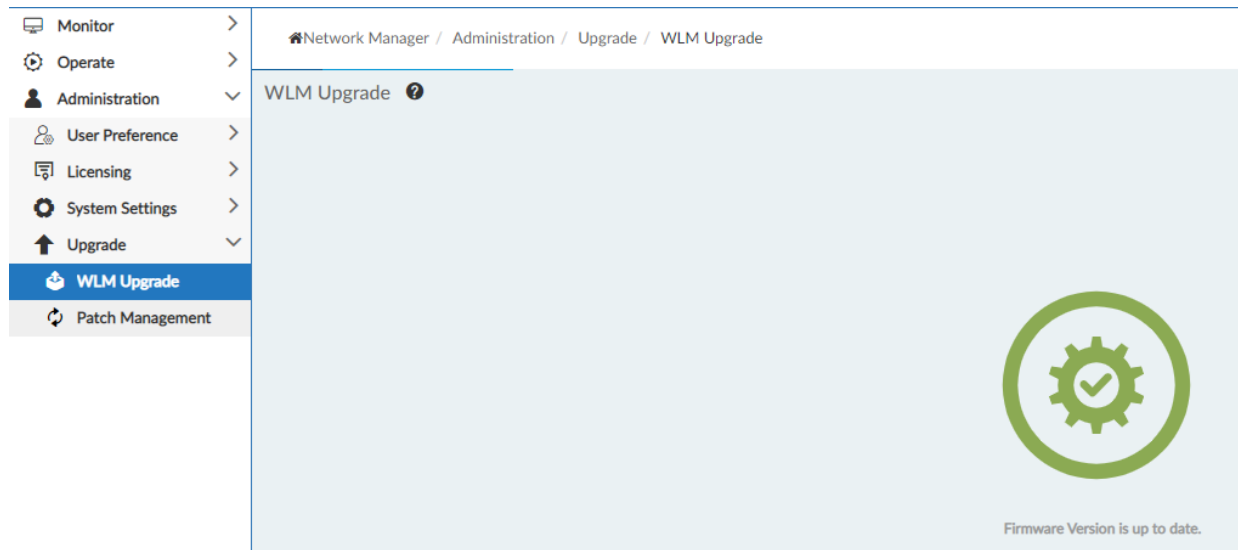 Monitor
Operate
Administration
User Preference
Licensing
System Settings
Upgrade
WLM Upgrade
Patch Management
Network Manager / Administration / Upgrade / WLM Upgrade
WLM Upgrade ?
Firmware Version is up to date.